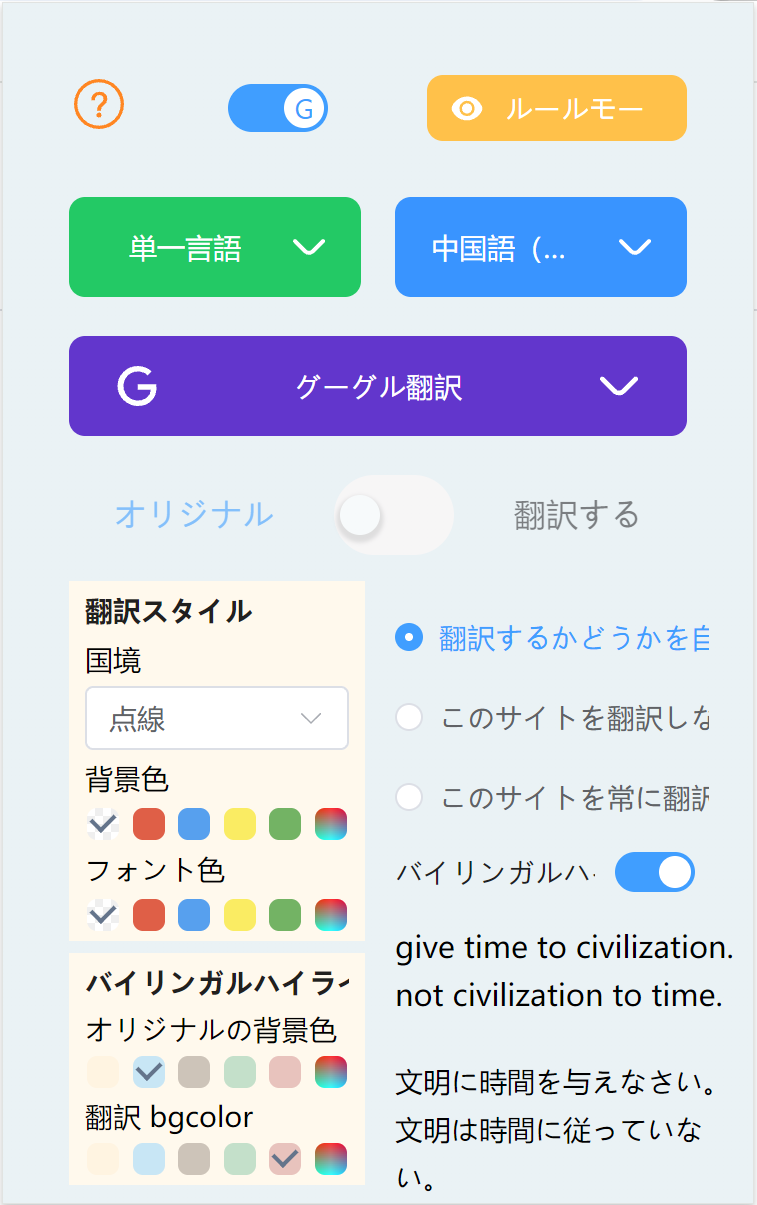 ?
G
ルールモー
単一言語
中国語（...
G
グーグル翻訳
オリジナル
翻訳する
翻訳スタイル
国境
点線
背景色
フォント色
バイリンガルハイラ
オリジナルの背景色
翻訳 bgcolor
翻訳するかどうかを自
このサイトを翻訳しな
このサイトを常に翻訳
バイリンガルハ
give time to civilization.
not civilization to time.
文明に時間を与えなさい。
文明は時間に従っていな
い。